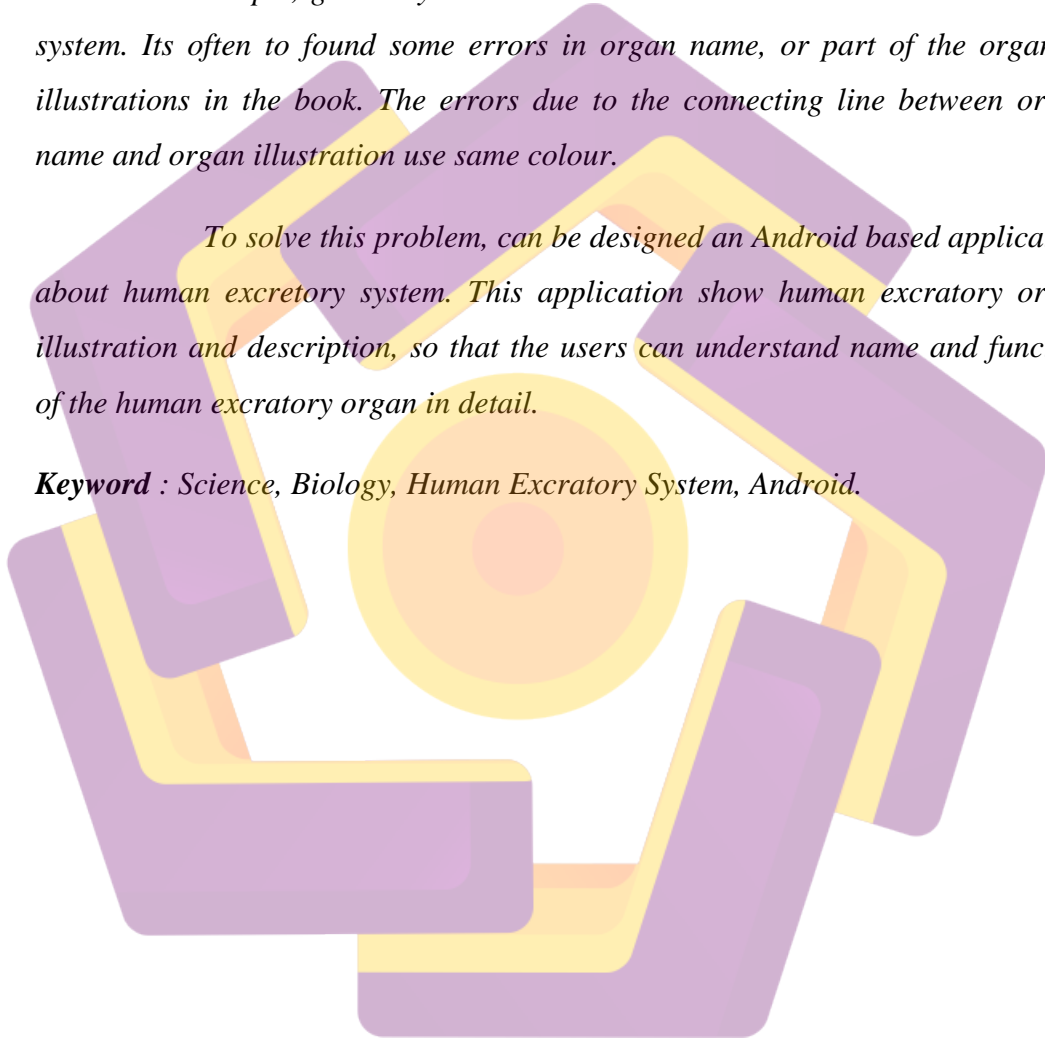 system. Its often to found some errors in organ name, or part of the organ
illustrations in the book. The errors due to the connecting line between or
name and organ illustration use same colour.
To solve this problem, can be designed an Android based applica
about human excretory system. This application show human excratory or
illustration and description, so that the users can understand name and func
of the human excratory organ in detail.
Keyword : Science, Biology, Human Excratory System, Android.